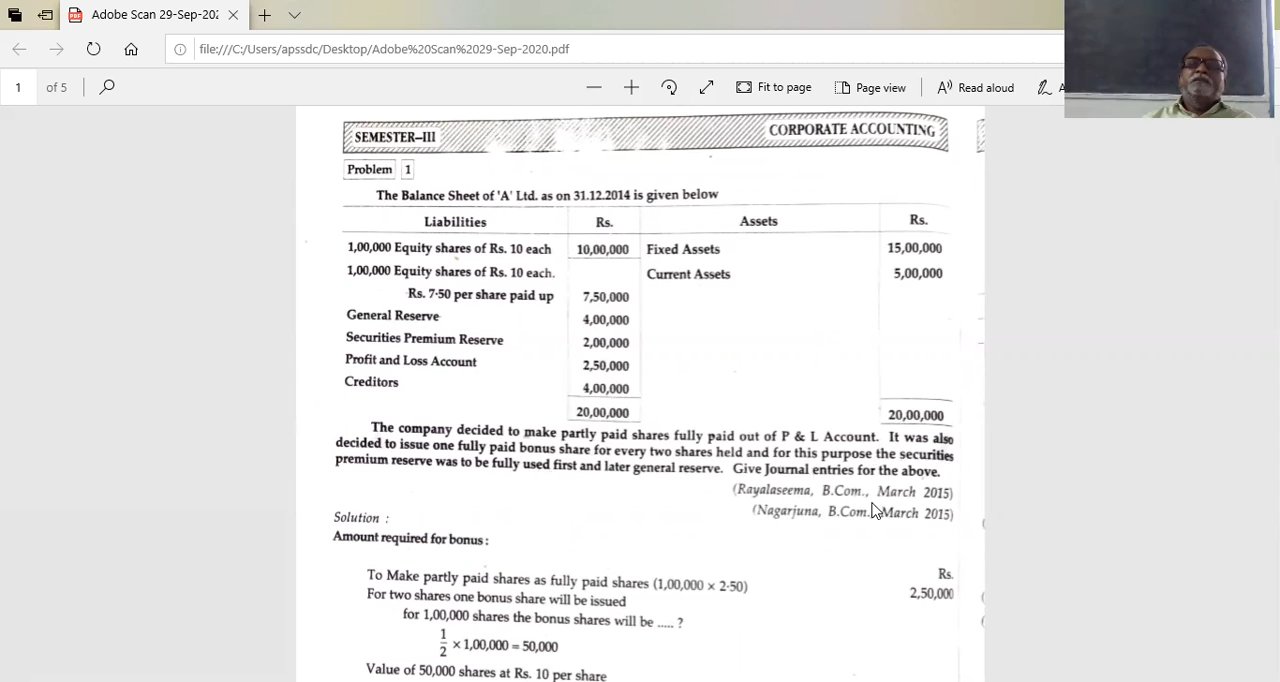 Adobe Scan 29-Sep-202
file:///C:/Users/apssdc/Desktop/Adobe%20Scan%2029-Sep-2020.pdf
1 of 5
Fit to page
Page view
Read aloud
SEMESTER–III
CORPORATE ACCOUNTING
Problem 1
The Balance Sheet of 'A' Ltd. as on 31.12.2014 is given below
Liabilities Rs. Assets Rs.
1,00,000 Equity shares of Rs. 10 each 10,00,000 Fixed Assets 15,00,000
1,00,000 Equity shares of Rs. 10 each. Current Assets 5,00,000
Rs. 7·50 per share paid up 7,50,000
General Reserve 4,00,000
Securities Premium Reserve 2,00,000
Profit and Loss Account 2,50,000
Creditors 4,00,000
20,00,000 20,00,000
The company decided to make partly paid shares fully paid out of P & L Account. It was also
decided to issue one fully paid bonus share for every two shares held and for this purpose the securities
premium reserve was to be fully used first and later general reserve. Give Journal entries for the above.
(Rayalaseema, B.Com., March 2015)
(Nagarjuna, B.Com., March 2015)
Solution :
Amount required for bonus :
Rs.
To Make partly paid shares as fully paid shares (1,00,000 × 2·50) 2,50,000
For two shares one bonus share will be issued
for 1,00,000 shares the bonus shares will be ..... ?
1/2 × 1,00,000 = 50,000
Value of 50,000 shares at Rs. 10 per share